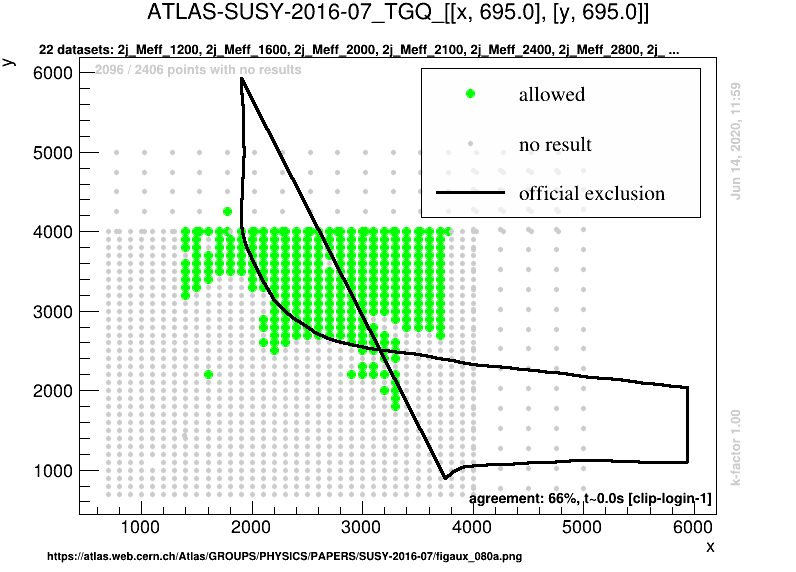 ATLAS-SUSY-2016-07_TGQ_[[x, 695.0], [y, 695.0]]
22 datasets: 2j_Meff_1200, 2j_Meff_1600, 2j_Meff_2000, 2j_Meff_2100, 2j_Meff_2400, 2j_Meff_2800, 2j_ ...
y
2096 / 2406 points with no results
6000
5000
4000
3000
2000
1000
allowed
no result
official exclusion
Jun 14, 2020, 11:59
k-factor 1.00
agreement: 66%, t~0.0s [clip-login-1]
1000 2000 3000 4000 5000 6000
x
https://atlas.web.cern.ch/Atlas/GROUPS/PHYSICS/PAPERS/SUSY-2016-07/figaux_080a.png